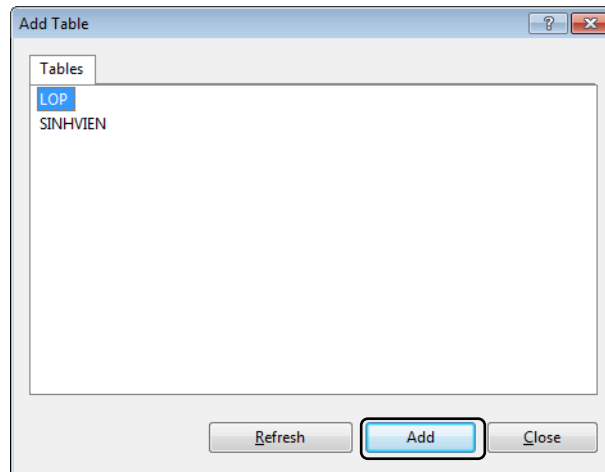 Add Table
Tables
LOP
SINHVIEN
Refresh Add Close